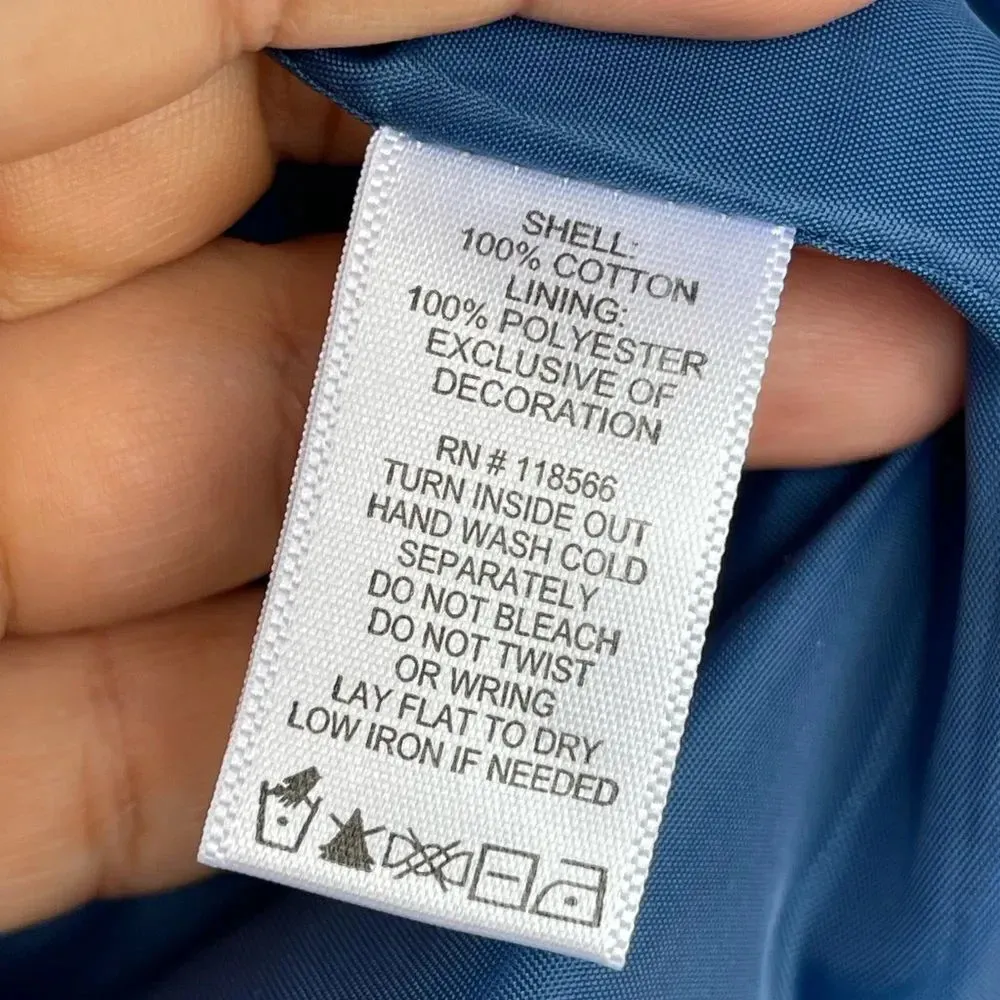 SHELL:
100% COTTON
LINING:
100% POLYESTER
EXCLUSIVE OF
DECORATION
RN # 118566
TURN INSIDE OUT
HAND WASH COLD
SEPARATELY
DO NOT BLEACH
DO NOT TWIST
OR WRING
LAY FLAT TO DRY
LOW IRON IF NEEDED